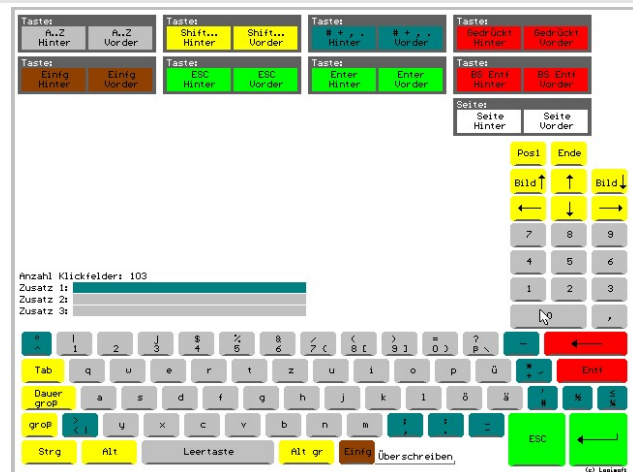 Taste: Taste: Taste: Taste:
A..Z Hinter A..Z Vorder Shift... Hinter Shift... Vorder # + , . Hinter # + , . Vorder Gedrückt Hinter Gedrückt Vorder
Taste: Taste: Taste: Taste:
Einfg Hinter Einfg Vorder ESC Hinter ESC Vorder Enter Hinter Enter Vorder BS Entf Hinter BS Entf Vorder
Seite:
Seite Hinter Seite Vorder
Pos1 Ende
Bild↑ ↑ Bild↓
← ↓ →
7 8 9
4 5 6
Anzahl Klickfelder: 103
Zusatz 1: 1 2 3
Zusatz 2:
Zusatz 3: 0 ,
° ^ | 1 2 3 $ 4 % 5 & 6 / 7 { ( 8 [ ) 9 ] = 0 } ? β \ - ←
Tab q w e r t z u i o p ü Entf
Dauer groß a s d f g h j k l ö ä ' #
groß > < | y x c v b n m ; , : . ESC
Strg Alt Leertaste Alt gr Einfg Überschreiben